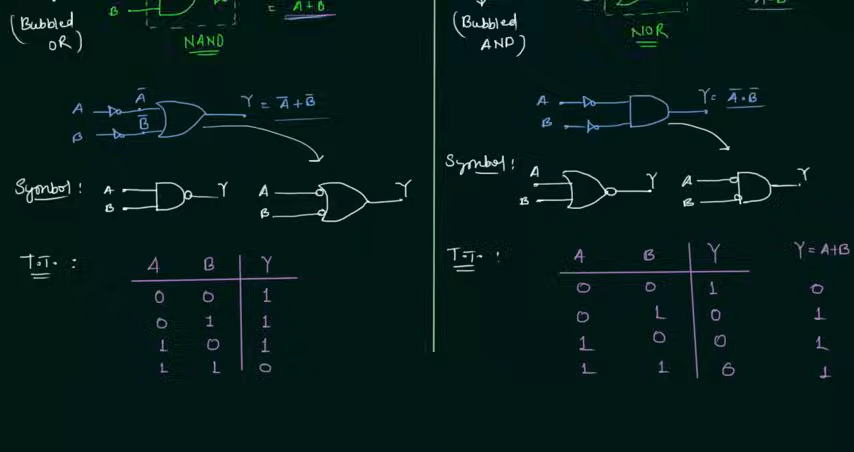 B
= A+B
(Bubbled
OR)
NAND
A Ā
B B̄
Y = Ā + B̄
Symbol:
A
B
Y
A
B
Y
T.T. :
A B Y
0 0 1
0 1 1
1 0 1
1 1 0
(Bubbled
AND)
NOR
A
B
Y = Ā · B̄
Symbol:
A
B
Y
A
B
Y
T.T. :
A B Y Y = A+B
0 0 1 0
0 1 0 1
1 0 0 1
1 1 0 1